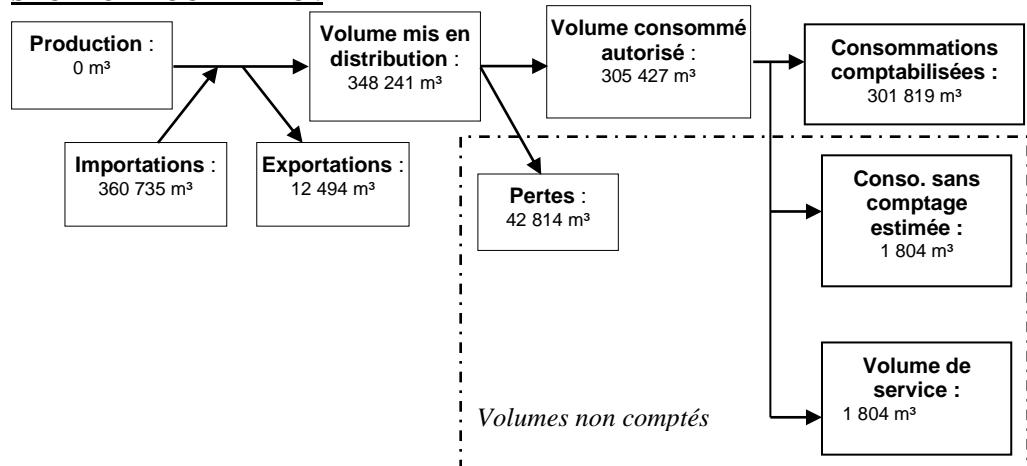 Production :
0 m³
Volume mis en
distribution :
348 241 m³
Volume consommé
autorisé :
305 427 m³
Consommations
comptabilisées :
301 819 m³
Importations :
360 735 m³
Exportations :
12 494 m³
Pertes :
42 814 m³
Conso. sans
comptage
estimée :
1 804 m³
Volume de
service :
1 804 m³
Volumes non comptés